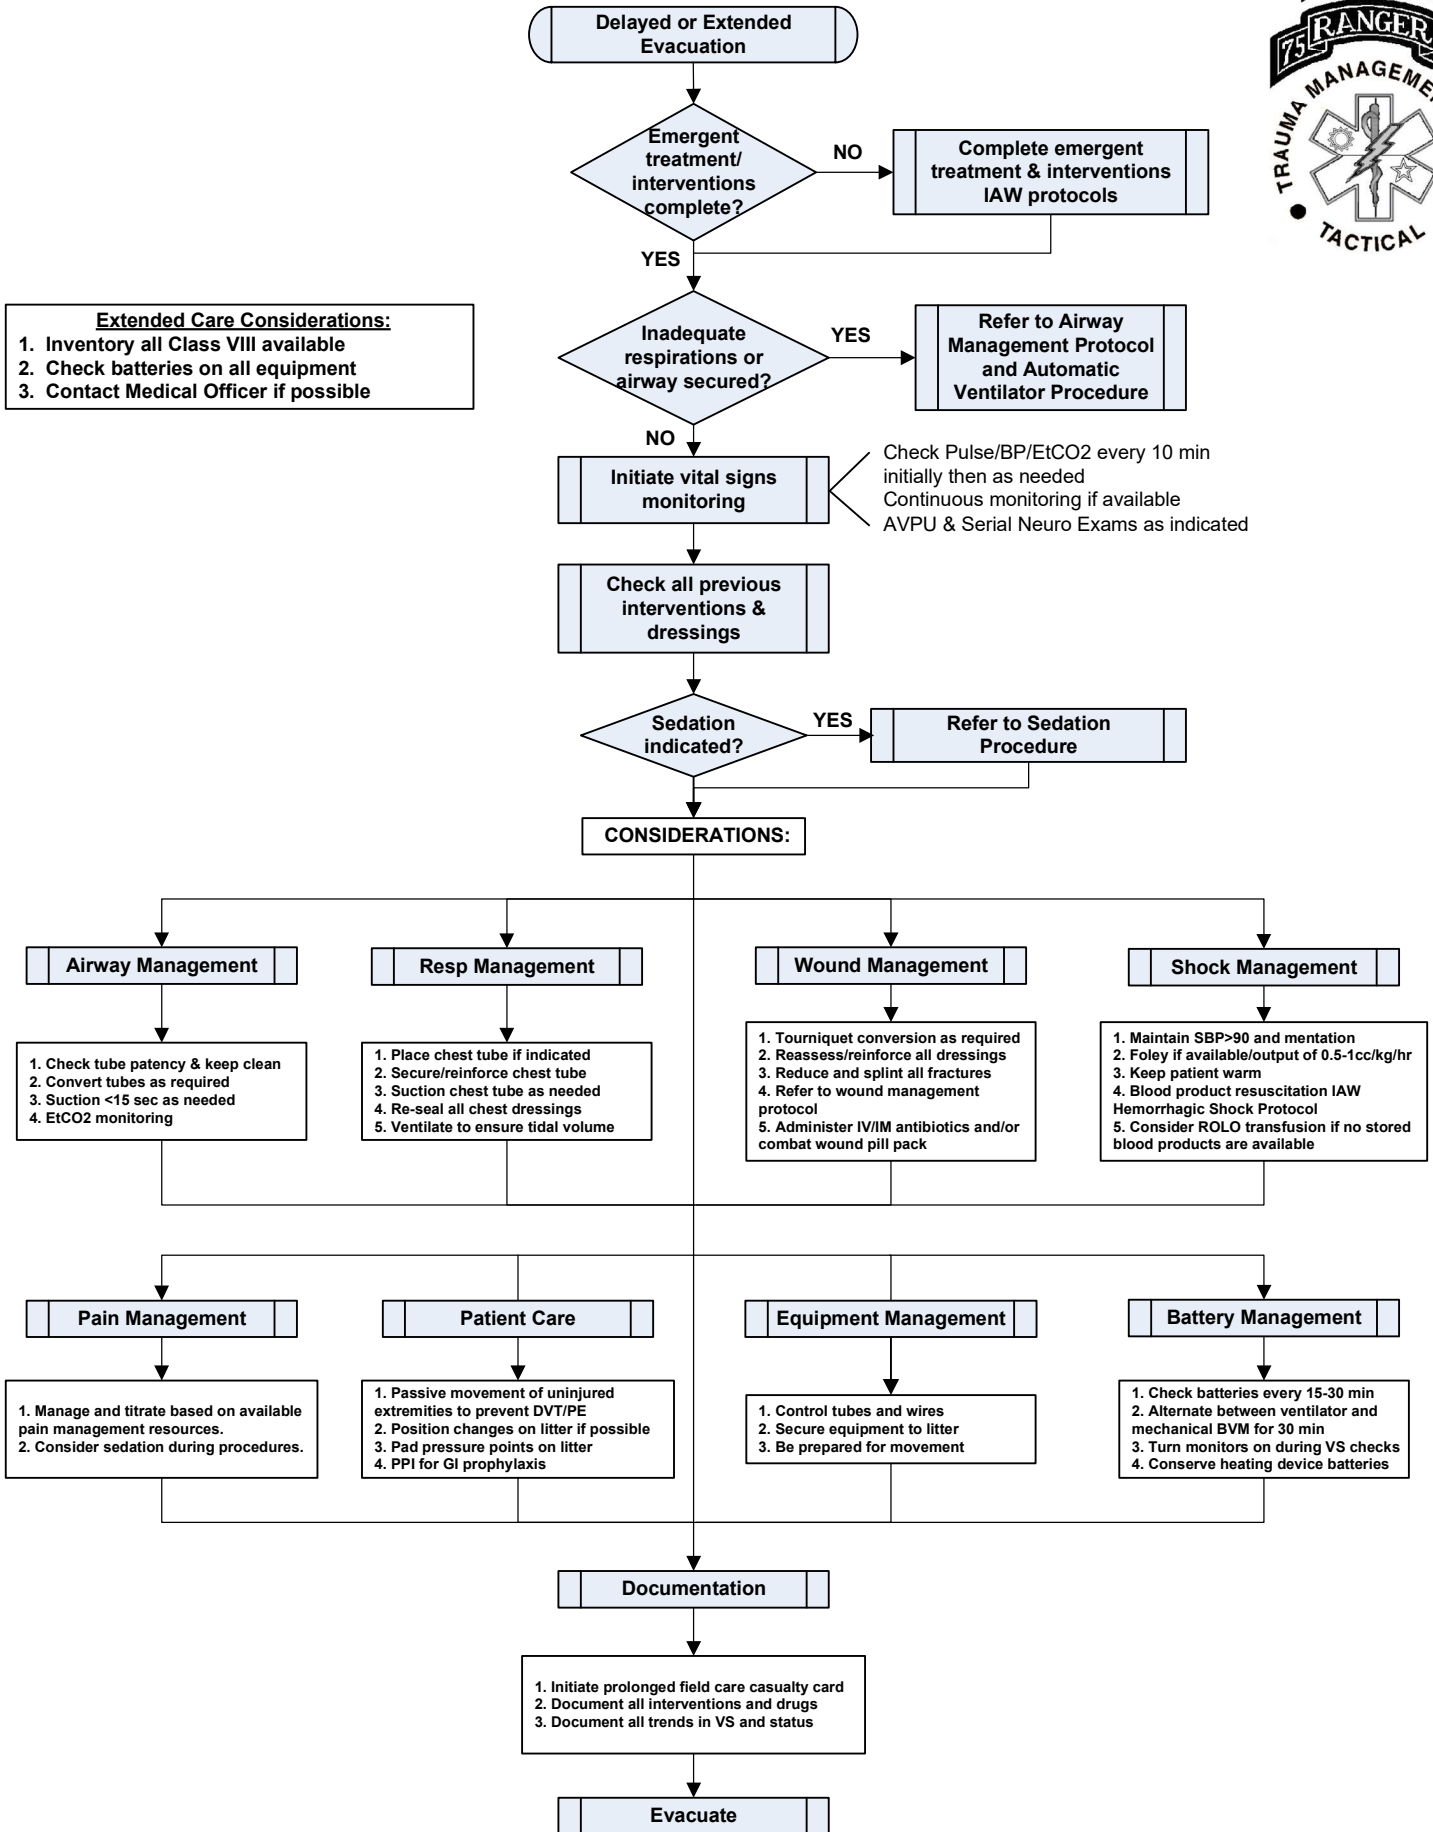 Delayed or Extended
Evacuation
75 RANGER
TRAUMA MANAGEMENT
TACTICAL
Emergent
treatment/
interventions
complete?
NO
Complete emergent
treatment & interventions
IAW protocols
YES
Extended Care Considerations:
1. Inventory all Class VIII available
2. Check batteries on all equipment
3. Contact Medical Officer if possible
Inadequate
respirations or
airway secured?
YES
Refer to Airway
Management Protocol
and Automatic
Ventilator Procedure
NO
Initiate vital signs
monitoring
Check Pulse/BP/EtCO2 every 10 min
initially then as needed
Continuous monitoring if available
AVPU & Serial Neuro Exams as indicated
Check all previous
interventions &
dressings
Sedation
indicated?
YES
Refer to Sedation
Procedure
CONSIDERATIONS:
Airway Management
1. Check tube patency & keep clean
2. Convert tubes as required
3. Suction <15 sec as needed
4. EtCO2 monitoring
Resp Management
1. Place chest tube if indicated
2. Secure/reinforce chest tube
3. Suction chest tube as needed
4. Re-seal all chest dressings
5. Ventilate to ensure tidal volume
Wound Management
1. Tourniquet conversion as required
2. Reassess/reinforce all dressings
3. Reduce and splint all fractures
4. Refer to wound management
protocol
5. Administer IV/IM antibiotics and/or
combat wound pill pack
Shock Management
1. Maintain SBP>90 and mentation
2. Foley if available/output of 0.5-1cc/kg/hr
3. Keep patient warm
4. Blood product resuscitation IAW
Hemorrhagic Shock Protocol
5. Consider ROLO transfusion if no stored
blood products are available
Pain Management
1. Manage and titrate based on available
pain management resources.
2. Consider sedation during procedures.
Patient Care
1. Passive movement of uninjured
extremities to prevent DVT/PE
2. Position changes on litter if possible
3. Pad pressure points on litter
4. PPI for GI prophylaxis
Equipment Management
1. Control tubes and wires
2. Secure equipment to litter
3. Be prepared for movement
Battery Management
1. Check batteries every 15-30 min
2. Alternate between ventilator and
mechanical BVM for 30 min
3. Turn monitors on during VS checks
4. Conserve heating device batteries
Documentation
1. Initiate prolonged field care casualty card
2. Document all interventions and drugs
3. Document all trends in VS and status
Evacuate